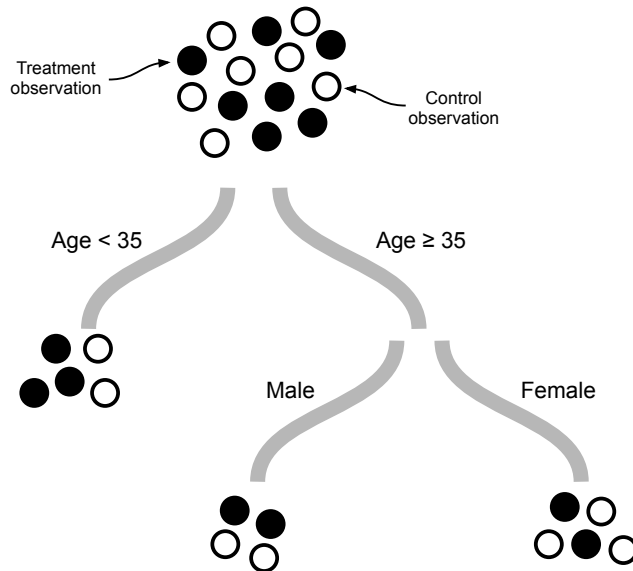 Treatment
observation
Control
observation
Age < 35
Age ≥ 35
Male
Female